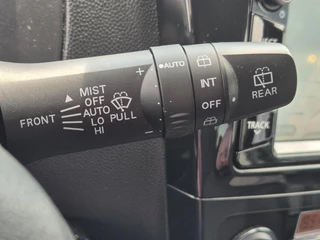 MIST
OFF
AUTO
LO
HI
FRONT
PULL
+
−
•AUTO
INT
OFF
REAR
TRACK